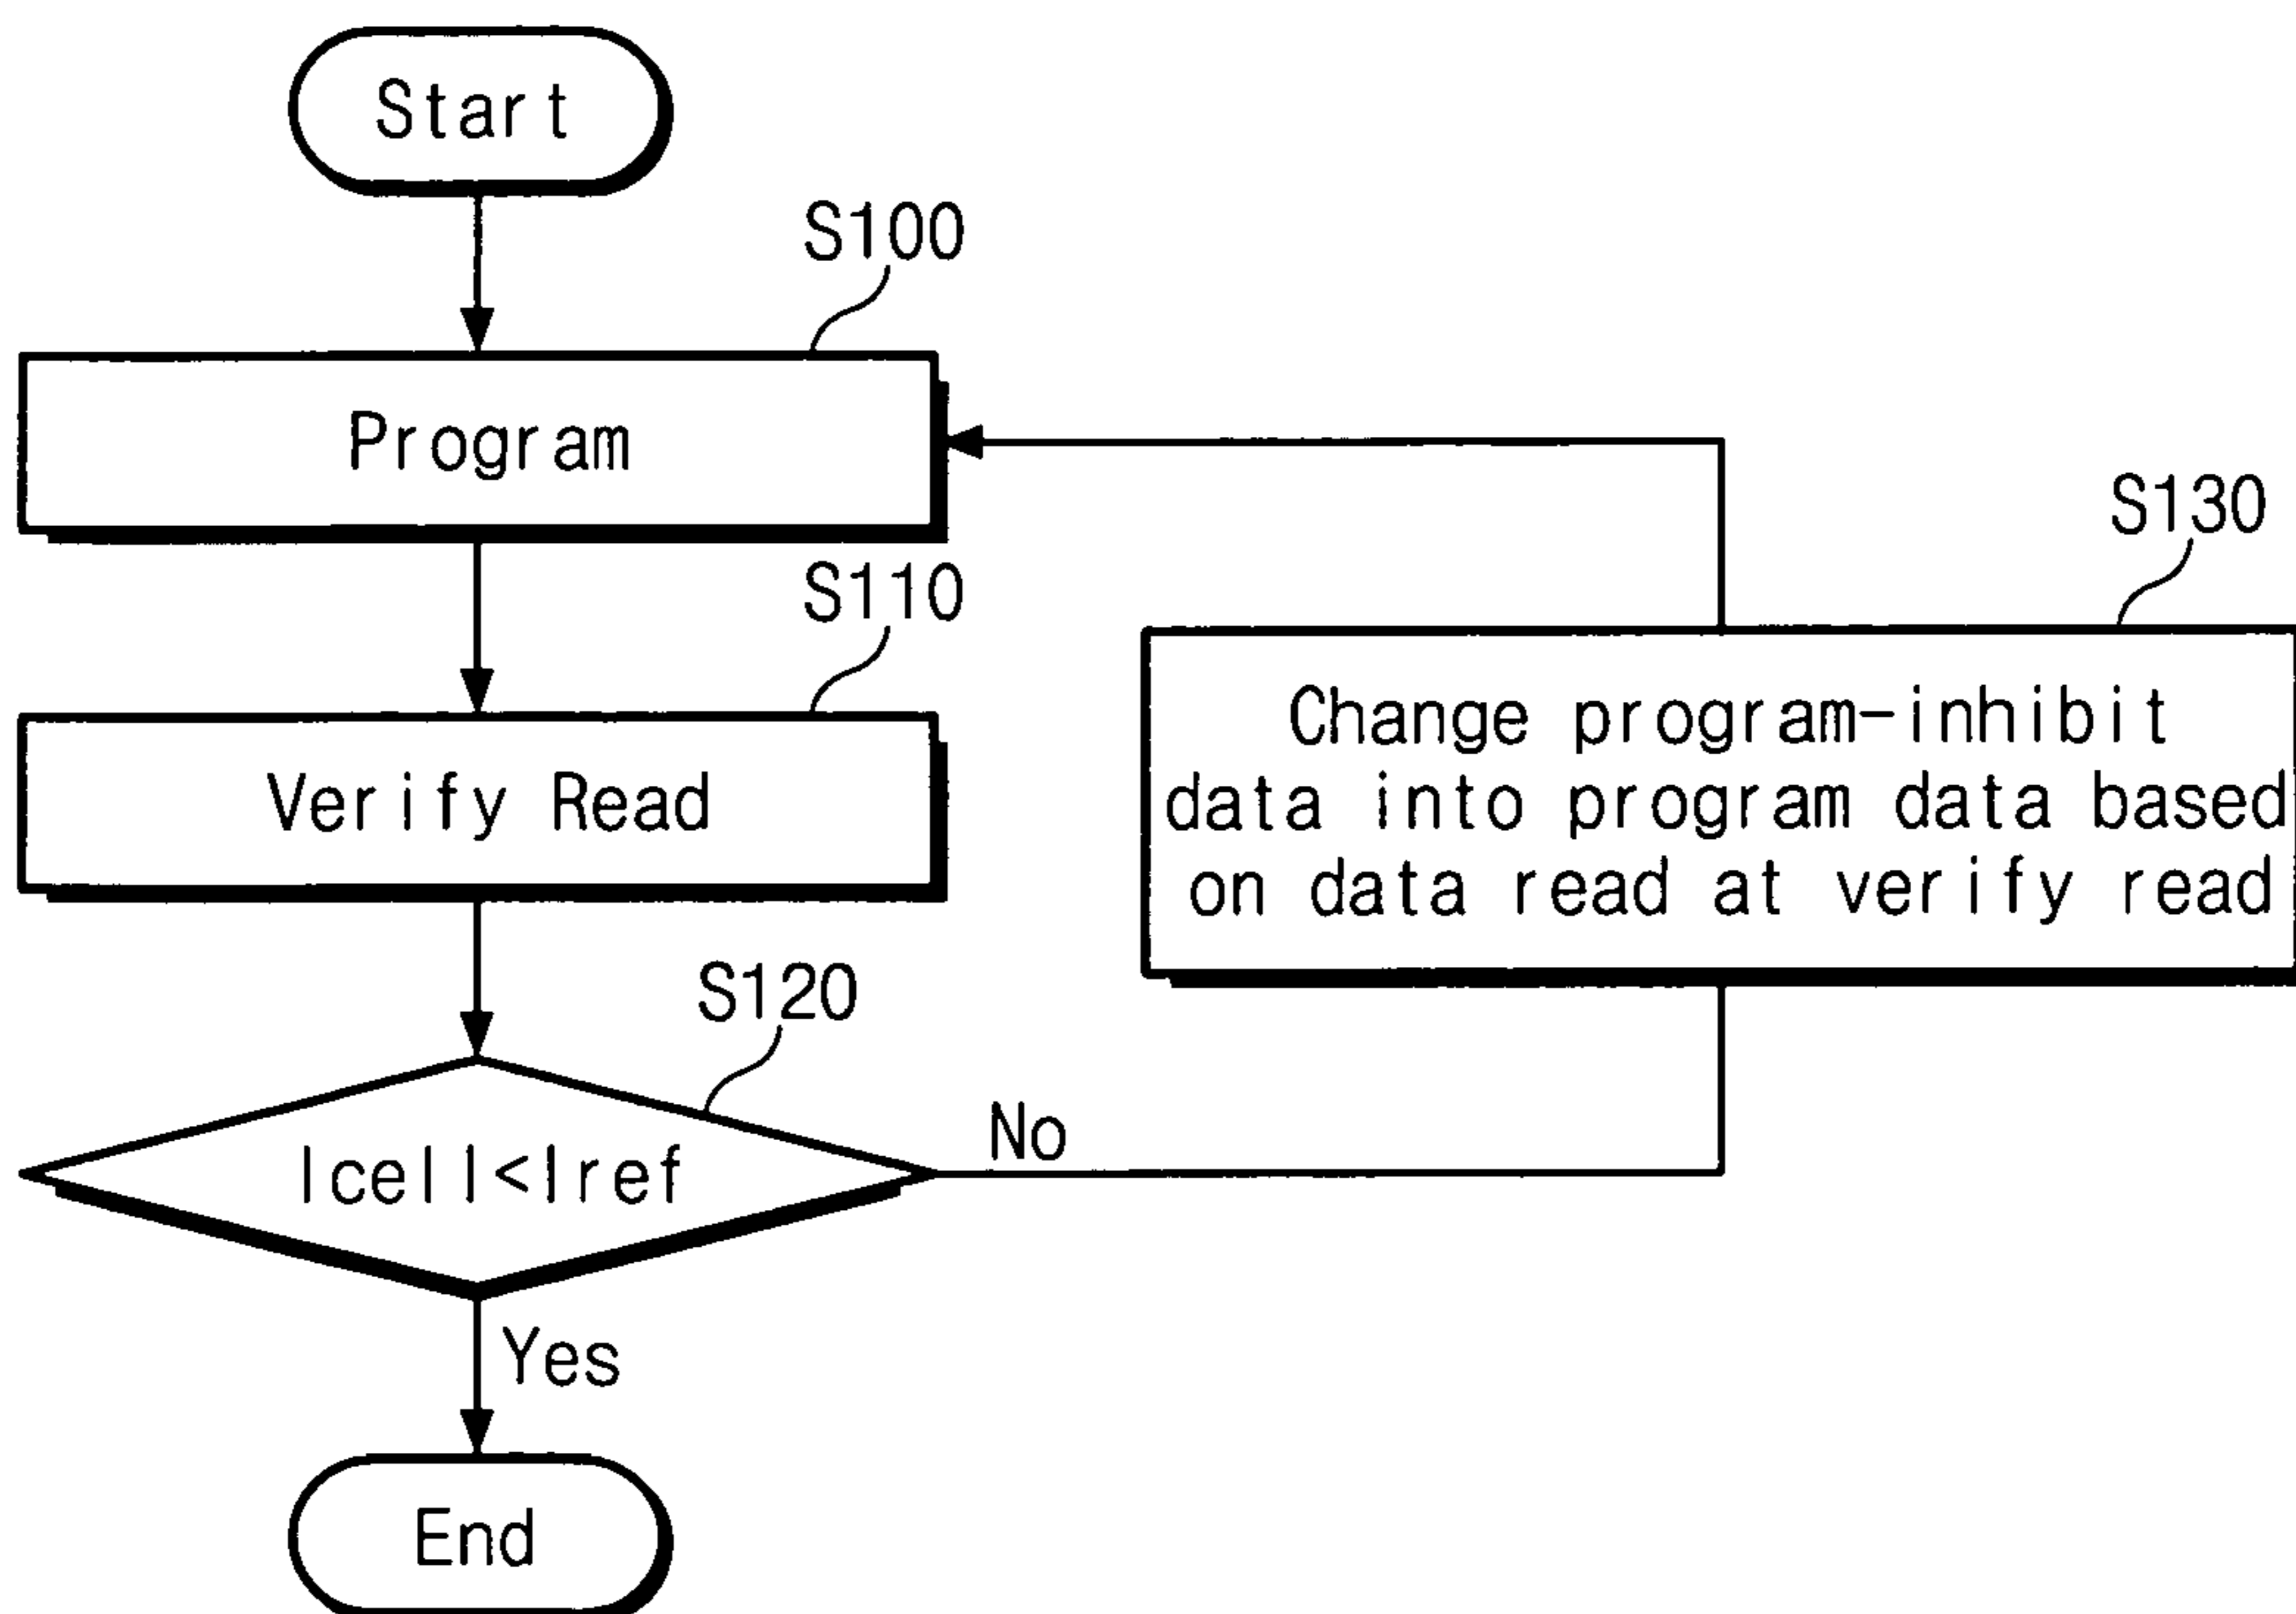 Start
S100
Program
S110
Verify Read
S120
Icell<Iref
No
Yes
End
S130
Change program-inhibit
data into program data based
on data read at verify read